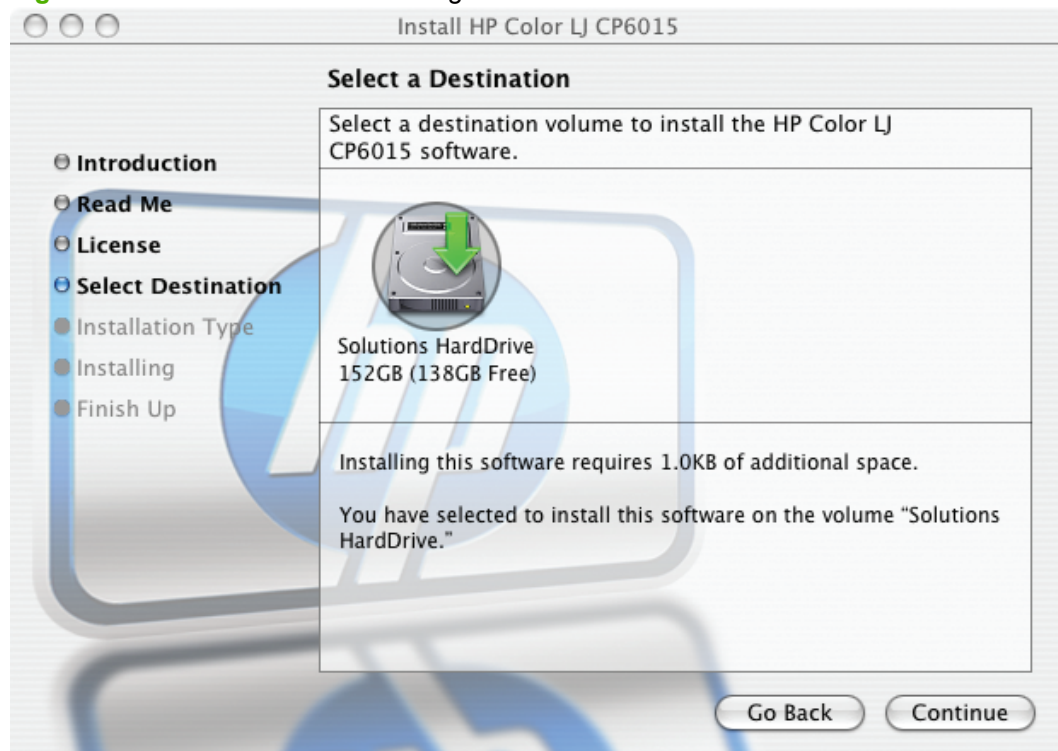 Install HP Color LJ CP6015
Select a Destination
Select a destination volume to install the HP Color LJ
CP6015 software.
Introduction
Read Me
License
Select Destination
Installation Type
Installing
Finish Up
Solutions HardDrive
152GB (138GB Free)
Installing this software requires 1.0KB of additional space.
You have selected to install this software on the volume “Solutions
HardDrive.”
Go Back
Continue
hp